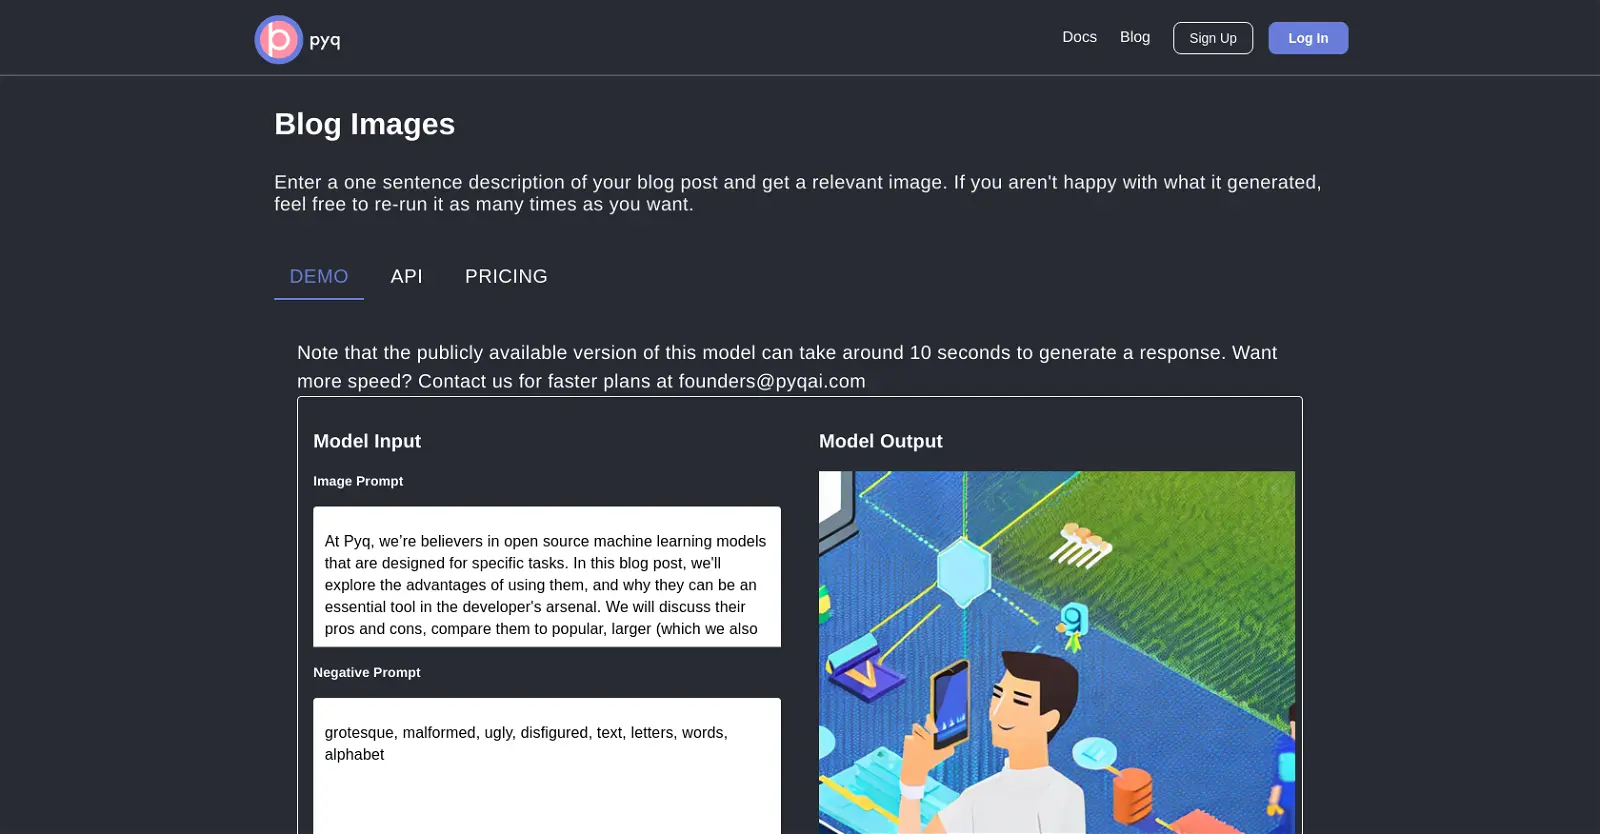 pyq
Docs
Blog
Sign Up
Log In
Blog Images
Enter a one sentence description of your blog post and get a relevant image. If you aren't happy with what it generated,
feel free to re-run it as many times as you want.
DEMO
API
PRICING
Note that the publicly available version of this model can take around 10 seconds to generate a response. Want
more speed? Contact us for faster plans at founders@pyqai.com
Model Input
Image Prompt
At Pyq, we’re believers in open source machine learning models
that are designed for specific tasks. In this blog post, we'll
explore the advantages of using them, and why they can be an
essential tool in the developer's arsenal. We will discuss their
pros and cons, compare them to popular, larger (which we also
Negative Prompt
grotesque, malformed, ugly, disfigured, text, letters, words,
alphabet
Model Output